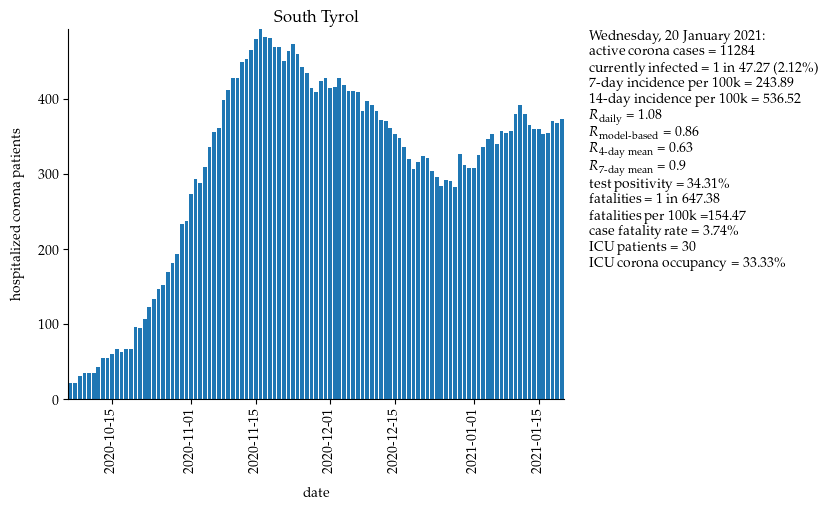 South Tyrol
hospitalized corona patients
400
300
200
100
0
2020-10-15
2020-11-01
2020-11-15
2020-12-01
2020-12-15
2021-01-01
2021-01-15
date
Wednesday, 20 January 2021:
active corona cases = 11284
currently infected = 1 in 47.27 (2.12%)
7-day incidence per 100k = 243.89
14-day incidence per 100k = 536.52
R daily = 1.08
R model-based = 0.86
R 4-day mean = 0.63
R 7-day mean = 0.9
test positivity = 34.31%
fatalities = 1 in 647.38
fatalities per 100k =154.47
case fatality rate = 3.74%
ICU patients = 30
ICU corona occupancy = 33.33%